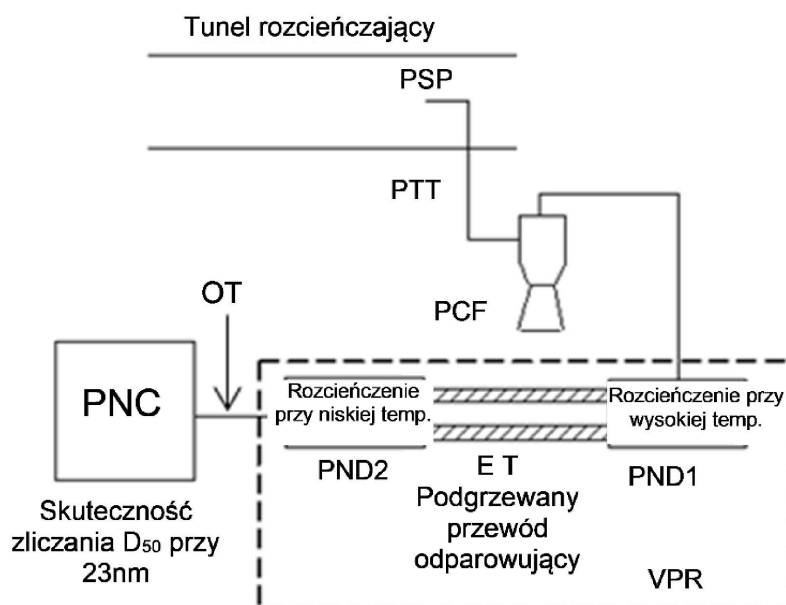 Tunel rozcieńczający
PSP
PTT
PCF
OT
PNC
Skuteczność
zliczania D₅₀ przy
23nm
Rozcieńczenie
przy niskiej temp.
PND2
E T
Podgrzewany
przewód
odparowujący
Rozcieńczenie przy
wysokiej temp.
PND1
VPR